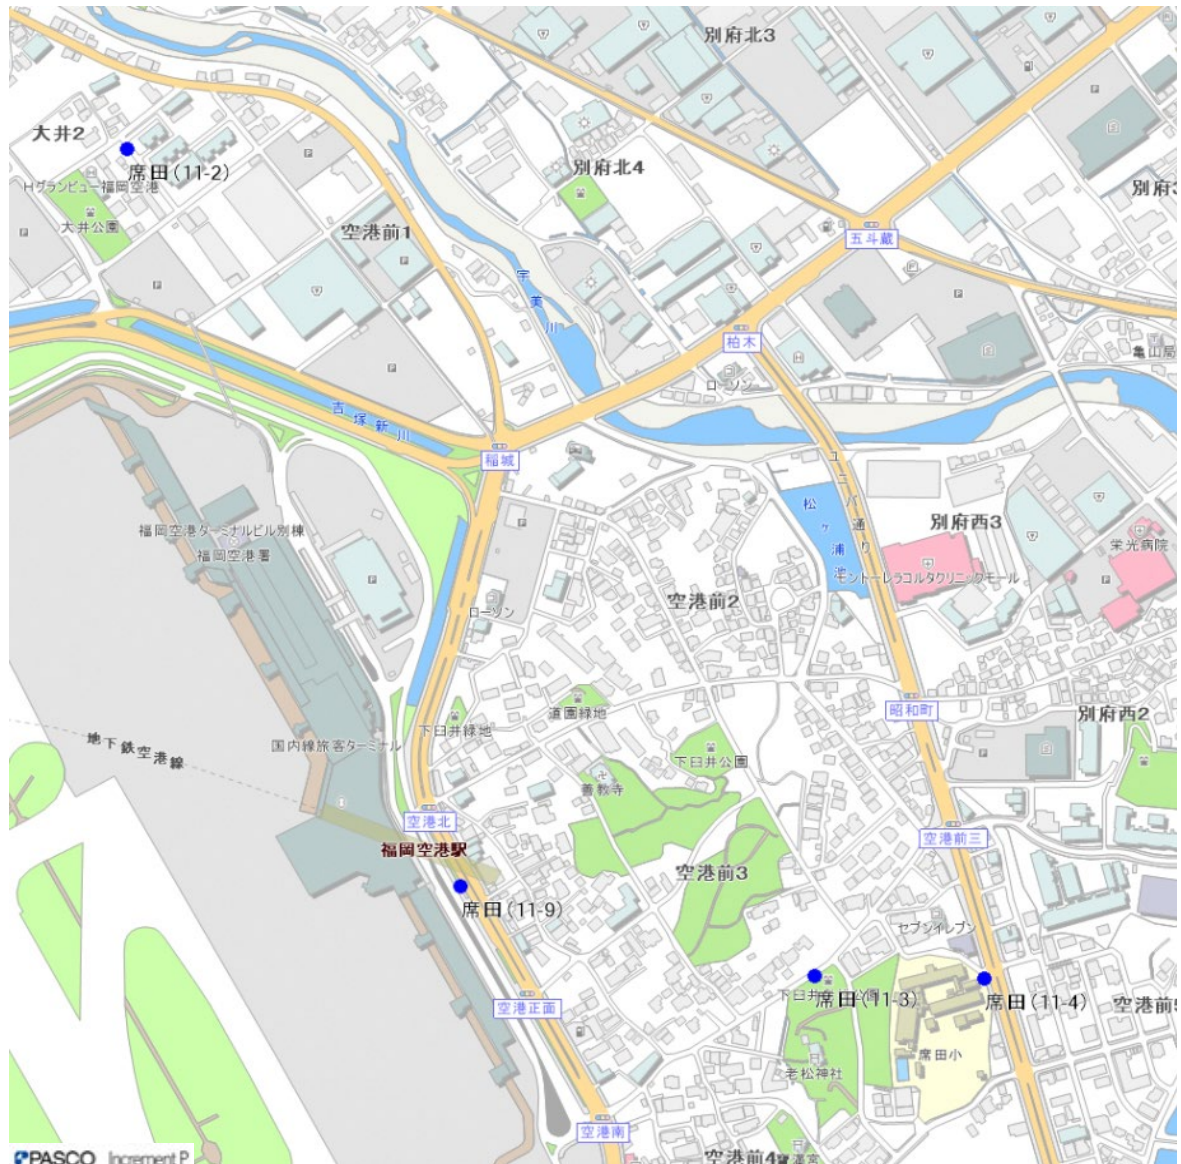 別府北3
大井2
席田(11-2)
Hグランビュー福岡空港
大井公園
別府北4
空港前1
五斗蔵
宇美川
柏木
ローソン
亀山局
吉塚新川
稲城
ユニバ通り
松ヶ浦池
別府西3
栄光病院
福岡空港ターミナルビル別棟
福岡空港署
モントーレラコルタクリニックモール
空港前2
ローソン
昭和町
別府西2
道園緑地
下臼井緑地
国内線旅客ターミナル
地下鉄空港線
下臼井公園
善教寺
空港北
空港前三
福岡空港駅
空港前3
席田(11-9)
セブンイレブン
席田(11-3)
席田(11-4)
空港正面
席田小
老松神社
空港南
空港前4
PASCO Increment P